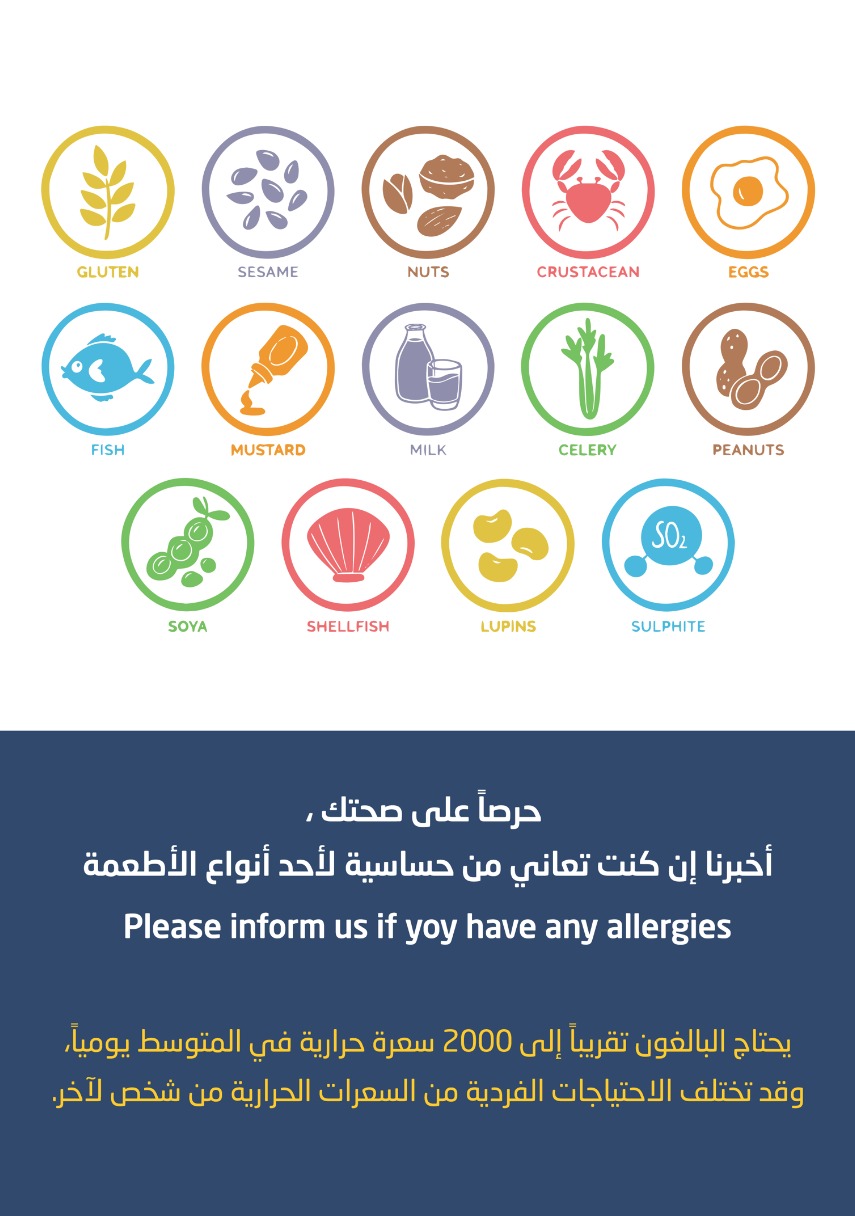 GLUTEN SESAME NUTS CRUSTACEAN EGGS
FISH MUSTARD MILK CELERY PEANUTS
SO2
SOYA SHELLFISH LUPINS SULPHITE
حرصاً على صحتك ،
أخبرنا إن كنت تعاني من حساسية لأحد أنواع الأطعمة
Please inform us if yoy have any allergies
يحتاج البالغون تقريباً إلى 2000 سعرة حرارية في المتوسط يومياً،
وقد تختلف الاحتياجات الفردية من السعرات الحرارية من شخص لآخر.